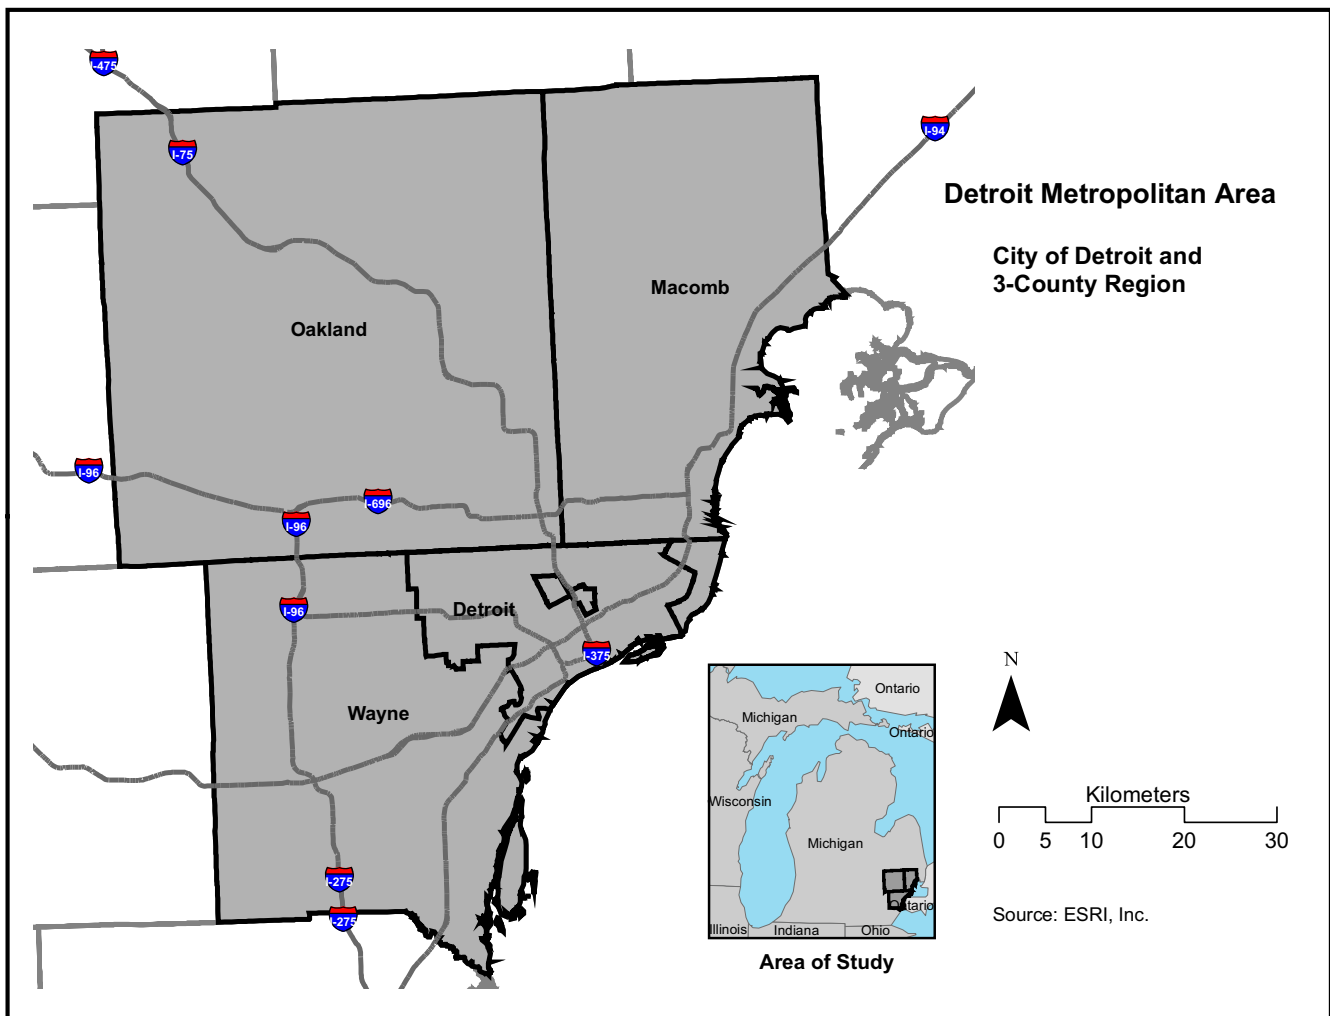 I-475
I-75
I-94
Detroit Metropolitan Area
City of Detroit and
3-County Region
Macomb
Oakland
I-96
I-696
I-96
I-96
Detroit
I-375
Wayne
I-275
I-275
Ontario
Michigan
Ontario
Wisconsin
Michigan
Ontario
Illinois
Indiana
Ohio
Area of Study
N
Kilometers
0 5 10 20 30
Source: ESRI, Inc.